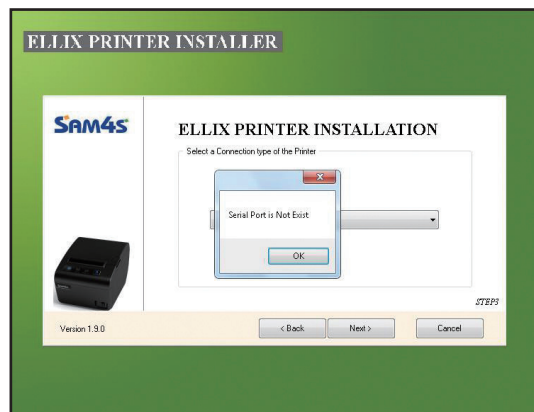 ELLIX PRINTER INSTALLER
SAM4S
ELLIX PRINTER INSTALLATION
Select a Connection type of the Printer
Serial Port is Not Exist
OK
STEP3
Version 1.9.0
< Back
Next >
Cancel